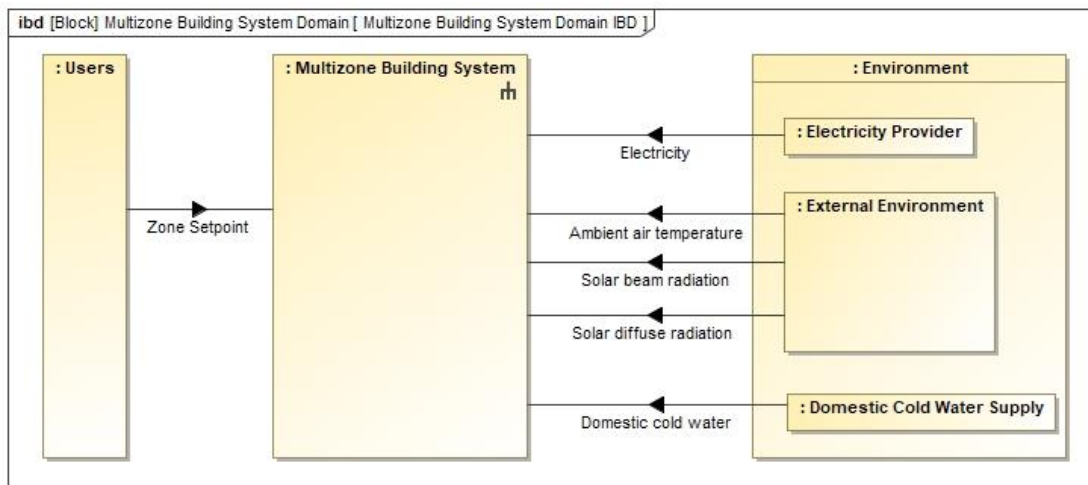 ibd [Block] Multizone Building System Domain [ Multizone Building System Domain IBD ]
: Users
: Multizone Building System
: Environment
: Electricity Provider
Electricity
: External Environment
Zone Setpoint
Ambient air temperature
Solar beam radiation
Solar diffuse radiation
: Domestic Cold Water Supply
Domestic cold water